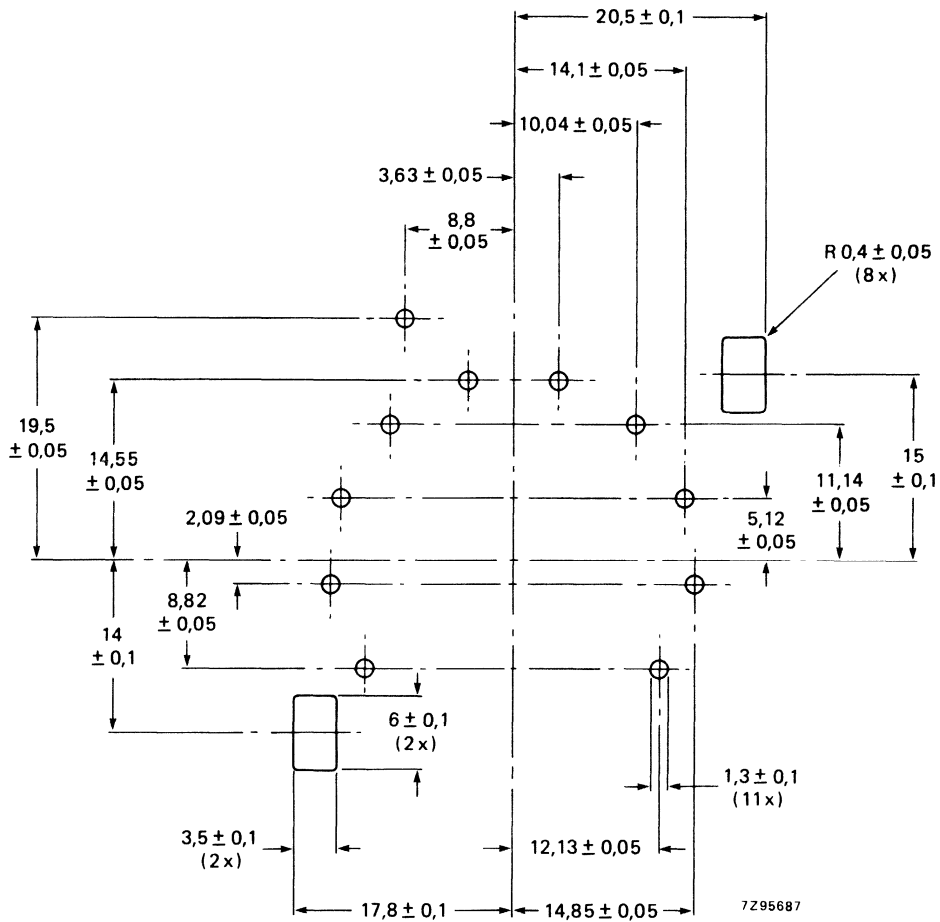 20,5 ± 0,1
14,1 ± 0,05
10,04 ± 0,05
3,63 ± 0,05
8,8
± 0,05
R 0,4 ± 0,05
(8x)
19,5
± 0,05
14,55
± 0,05
15
± 0,1
11,14
± 0,05
2,09 ± 0,05
5,12
± 0,05
8,82
± 0,05
14
± 0,1
6 ± 0,1
(2x)
1,3 ± 0,1
(11x)
3,5 ± 0,1
(2x)
12,13 ± 0,05
17,8 ± 0,1
14,85 ± 0,05
7Z95687